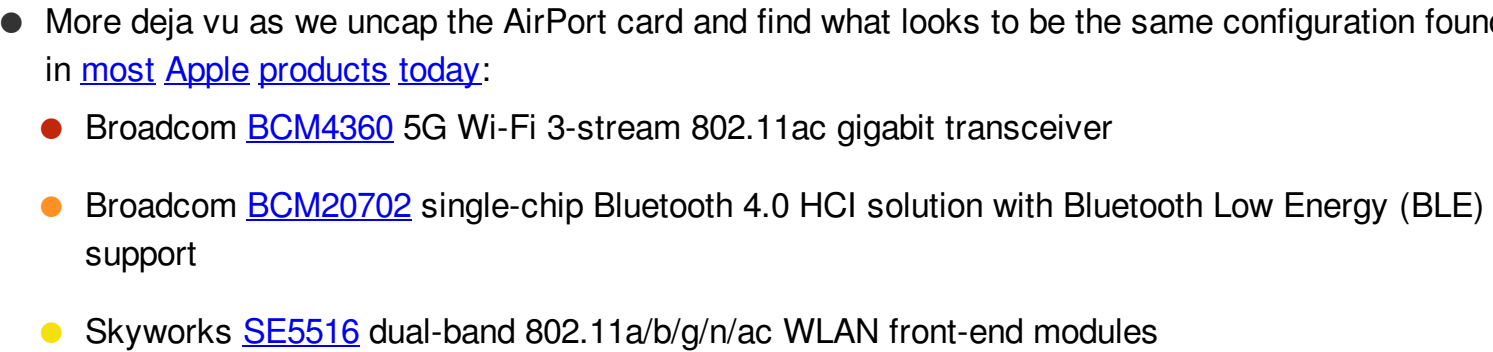 More deja vu as we uncap the AirPort card and find what looks to be the same configuration foun
in most Apple products today:
Broadcom BCM4360 5G Wi-Fi 3-stream 802.11ac gigabit transceiver
Broadcom BCM20702 single-chip Bluetooth 4.0 HCI solution with Bluetooth Low Energy (BLE)
support
Skyworks SE5516 dual-band 802.11a/b/g/n/ac WLAN front-end modules